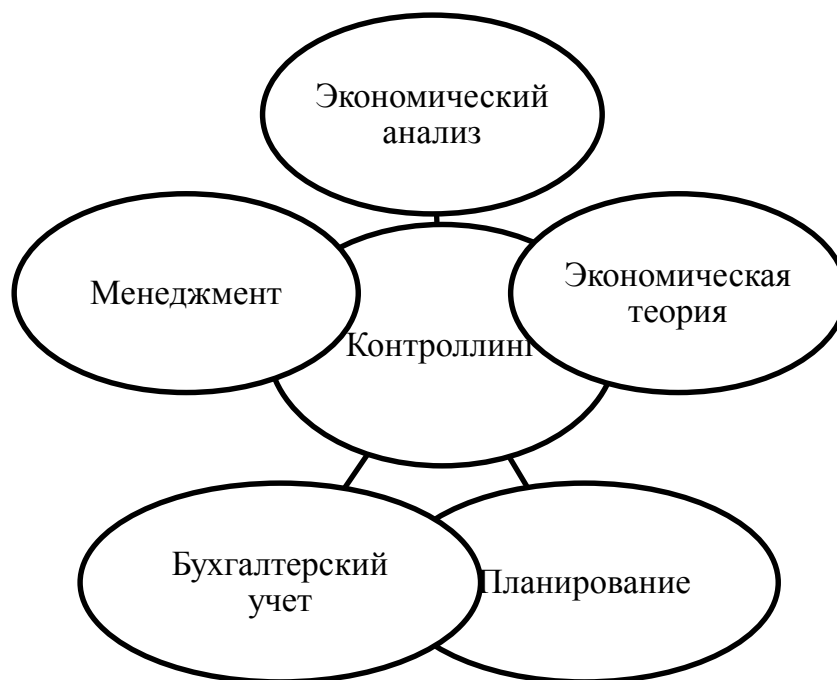 Экономический
анализ
Менеджмент
Экономическая
теория
Контроллинг
Бухгалтерский
учет
Планирование